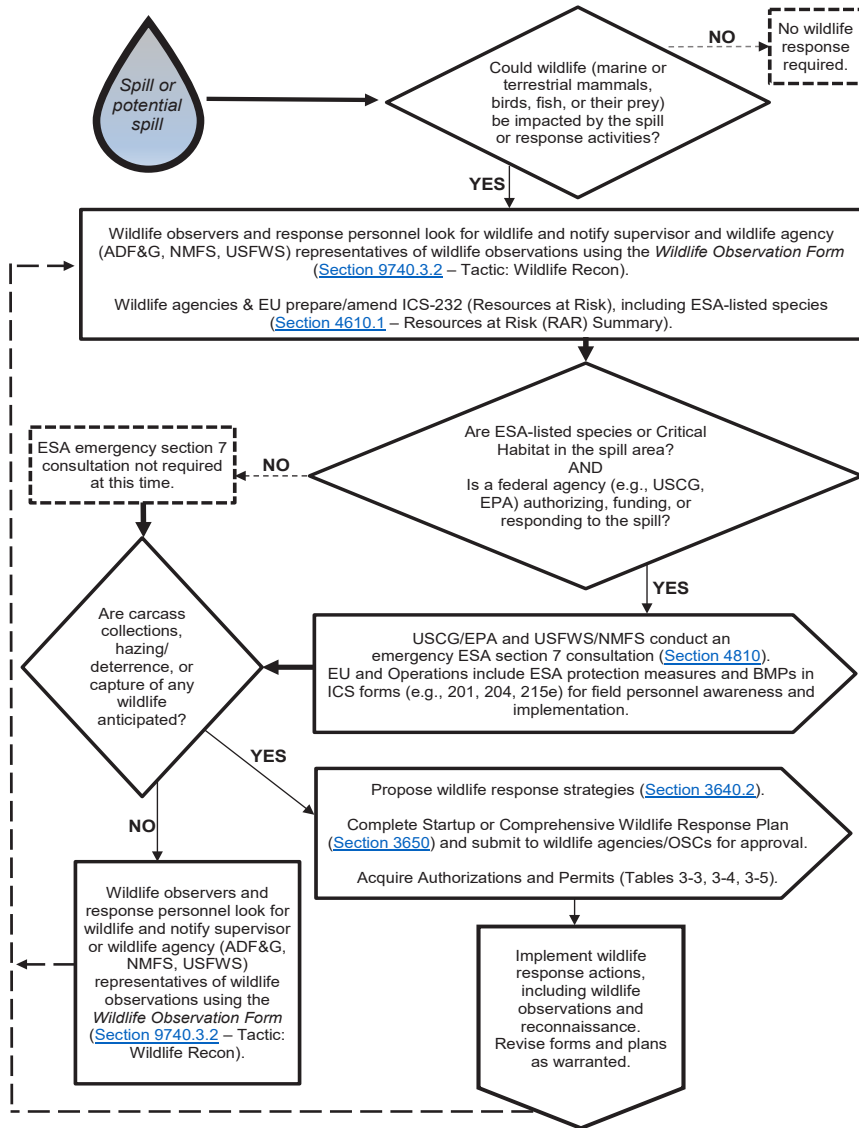 Spill or
potential
spill
Could wildlife (marine or
terrestrial mammals,
birds, fish, or their prey)
be impacted by the spill
or response activities?
NO
No wildlife
response
required.
YES
Wildlife observers and response personnel look for wildlife and notify supervisor and wildlife agency
(ADF&G, NMFS, USFWS) representatives of wildlife observations using the Wildlife Observation Form
(Section 9740.3.2 – Tactic: Wildlife Recon).
Wildlife agencies & EU prepare/amend ICS-232 (Resources at Risk), including ESA-listed species
(Section 4610.1 – Resources at Risk (RAR) Summary).
Are ESA-listed species or Critical
Habitat in the spill area?
AND
Is a federal agency (e.g., USCG,
EPA) authorizing, funding, or
responding to the spill?
NO
ESA emergency section 7
consultation not required
at this time.
YES
USCG/EPA and USFWS/NMFS conduct an
emergency ESA section 7 consultation (Section 4810).
EU and Operations include ESA protection measures and BMPs in
ICS forms (e.g., 201, 204, 215e) for field personnel awareness and
implementation.
Are carcass
collections,
hazing/
deterrence, or
capture of any
wildlife
anticipated?
YES
Propose wildlife response strategies (Section 3640.2).
Complete Startup or Comprehensive Wildlife Response Plan
(Section 3650) and submit to wildlife agencies/OSCs for approval.
Acquire Authorizations and Permits (Tables 3-3, 3-4, 3-5).
NO
Wildlife observers and
response personnel look for
wildlife and notify supervisor
or wildlife agency (ADF&G,
NMFS, USFWS)
representatives of wildlife
observations using the
Wildlife Observation Form
(Section 9740.3.2 – Tactic:
Wildlife Recon).
Implement wildlife
response actions,
including wildlife
observations and
reconnaissance.
Revise forms and plans
as warranted.